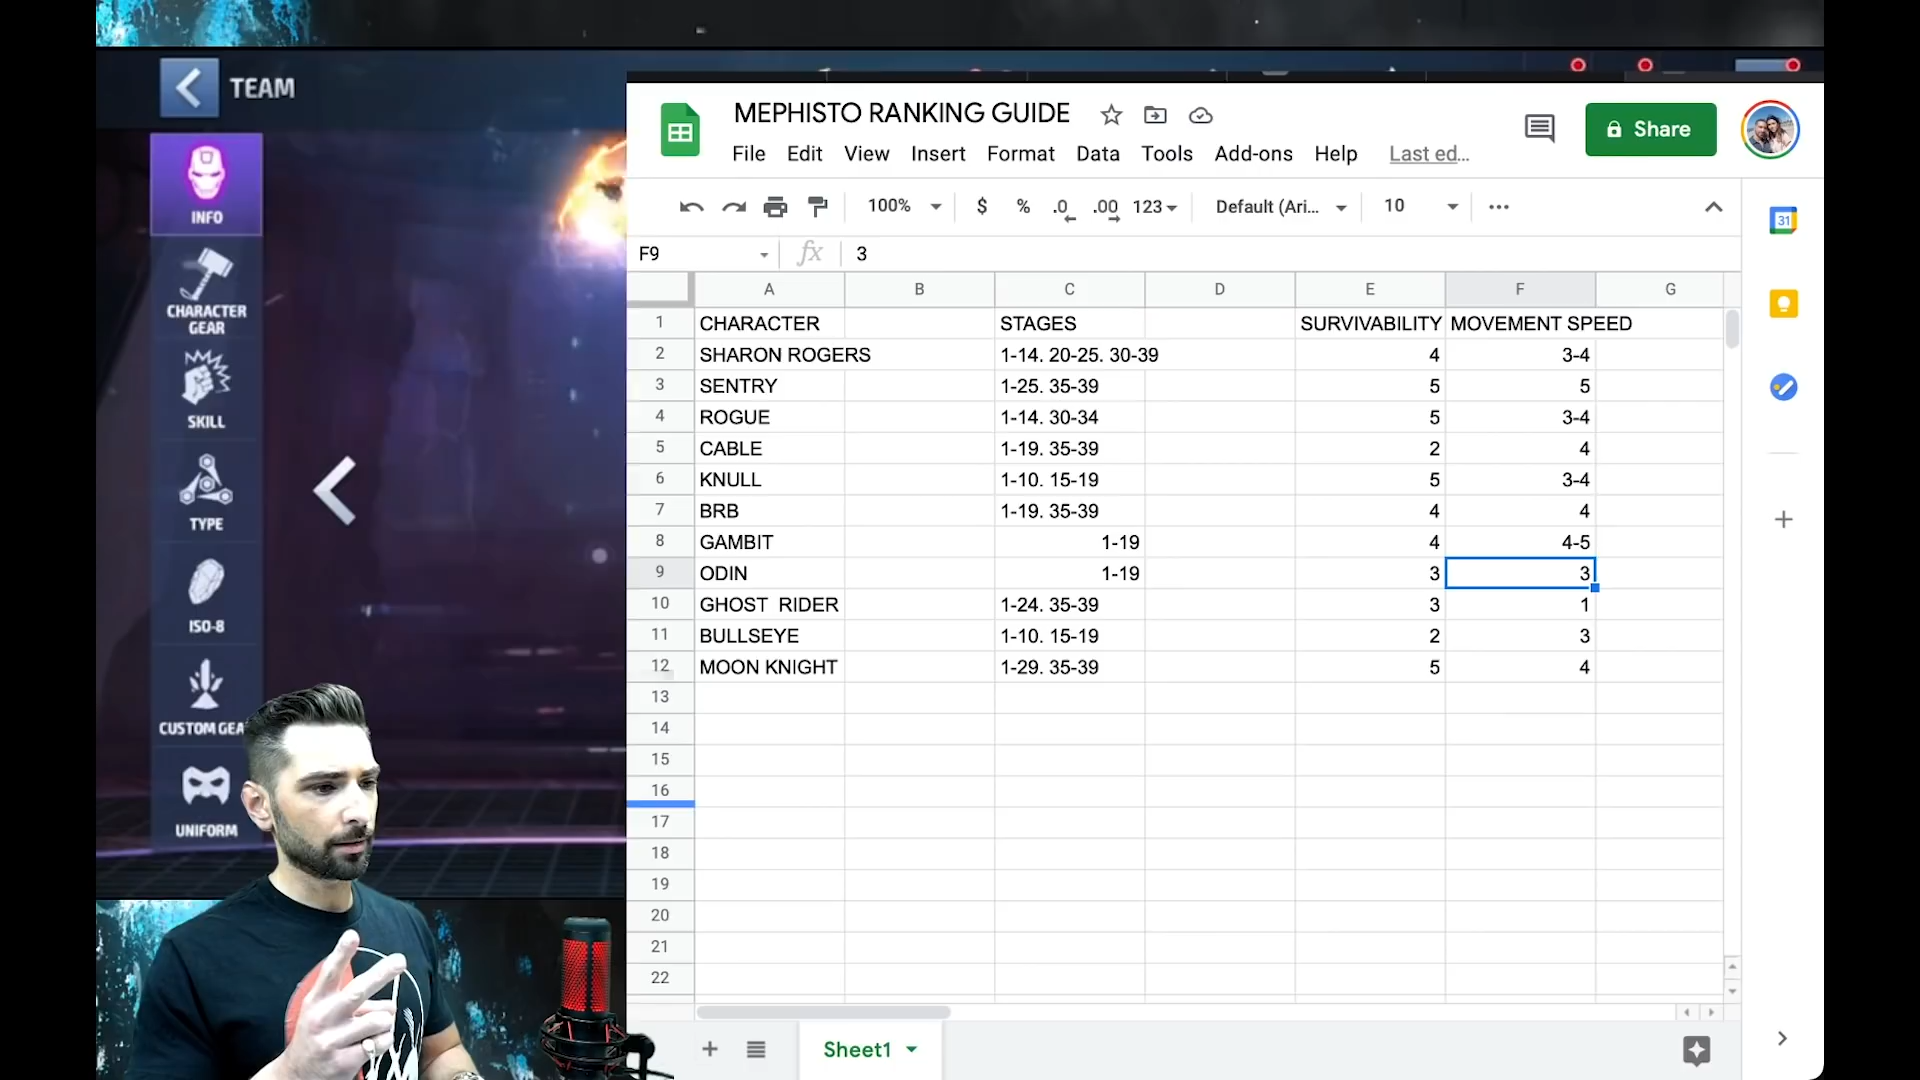 TEAM
INFO
CHARACTER
GEAR
SKILL
TYPE
ISO-8
CUSTOM GEA
UNIFORM
MEPHISTO RANKING GUIDE
Share
File Edit View Insert Format Data Tools Add-ons Help Last ed...
100% $ % .0 .00 123 Default (Ari... 10
31
F9 fx 3
A B C D E F G
1 CHARACTER STAGES SURVIVABILITY MOVEMENT SPEED
2 SHARON ROGERS 1-14. 20-25. 30-39 4 3-4
3 SENTRY 1-25. 35-39 5 5
4 ROGUE 1-14. 30-34 5 3-4
5 CABLE 1-19. 35-39 2 4
6 KNULL 1-10. 15-19 5 3-4
7 BRB 1-19. 35-39 4 4
8 GAMBIT 1-19 4 4-5
9 ODIN 1-19 3 3
10 GHOST  RIDER 1-24. 35-39 3 1
11 BULLSEYE 1-10. 15-19 2 3
12 MOON KNIGHT 1-29. 35-39 5 4
13
14
15
16
17
18
19
20
21
22
Sheet1